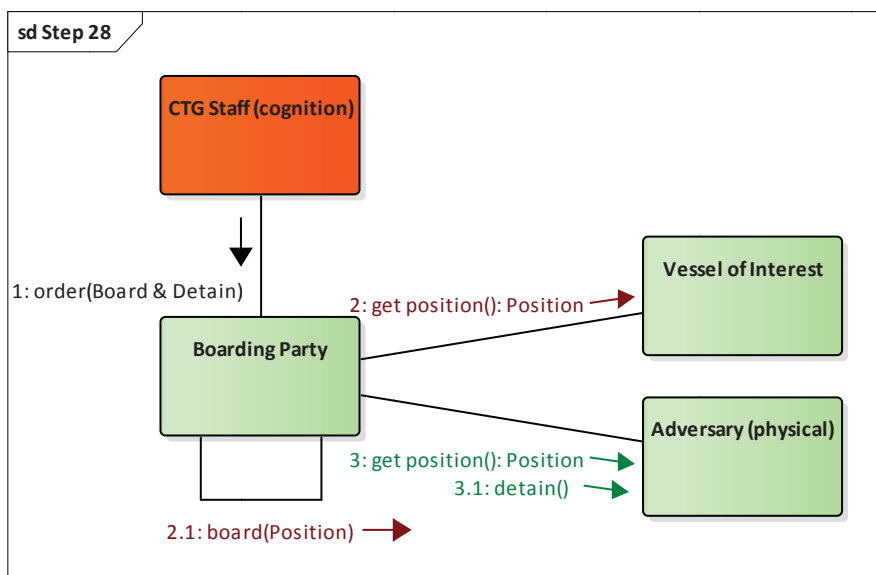 sd Step 28
CTG Staff (cognition)
1: order(Board & Detain)
Vessel of Interest
2: get position(): Position
Boarding Party
Adversary (physical)
3: get position(): Position
3.1: detain()
2.1: board(Position)